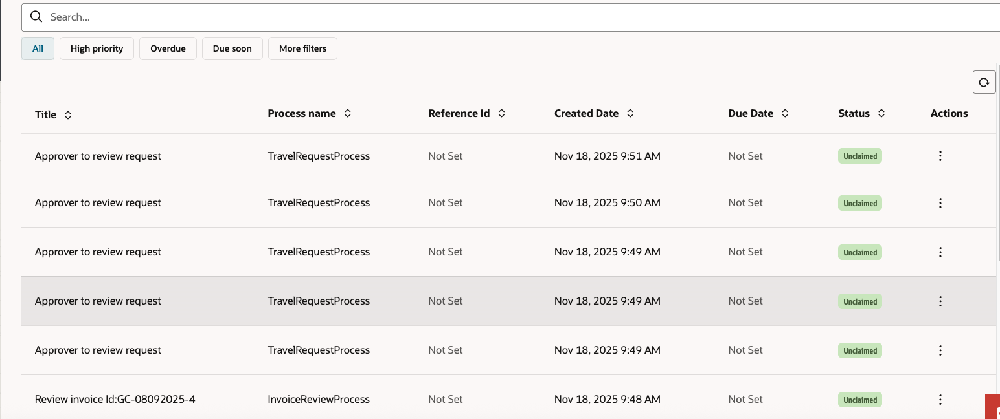 Search...
All High priority Overdue Due soon More filters
Title Process name Reference Id Created Date Due Date Status Actions
Approver to review request TravelRequestProcess Not Set Nov 18, 2025 9:51 AM Not Set Unclaimed
Approver to review request TravelRequestProcess Not Set Nov 18, 2025 9:50 AM Not Set Unclaimed
Approver to review request TravelRequestProcess Not Set Nov 18, 2025 9:49 AM Not Set Unclaimed
Approver to review request TravelRequestProcess Not Set Nov 18, 2025 9:49 AM Not Set Unclaimed
Approver to review request TravelRequestProcess Not Set Nov 18, 2025 9:49 AM Not Set Unclaimed
Review invoice Id:GC-08092025-4 InvoiceReviewProcess Not Set Nov 18, 2025 9:48 AM Not Set Unclaimed